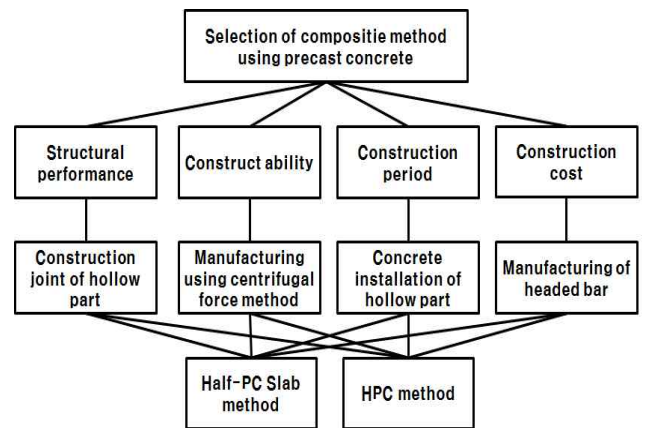 Selection of compositie method
using precast concrete
Structural
performance
Construct ability
Construction
period
Construction
cost
Construction
joint of hollow
part
Manufacturing
using centrifugal
force method
Concrete
installation of
hollow part
Manufacturing of
headed bar
Half-PC Slab
method
HPC method